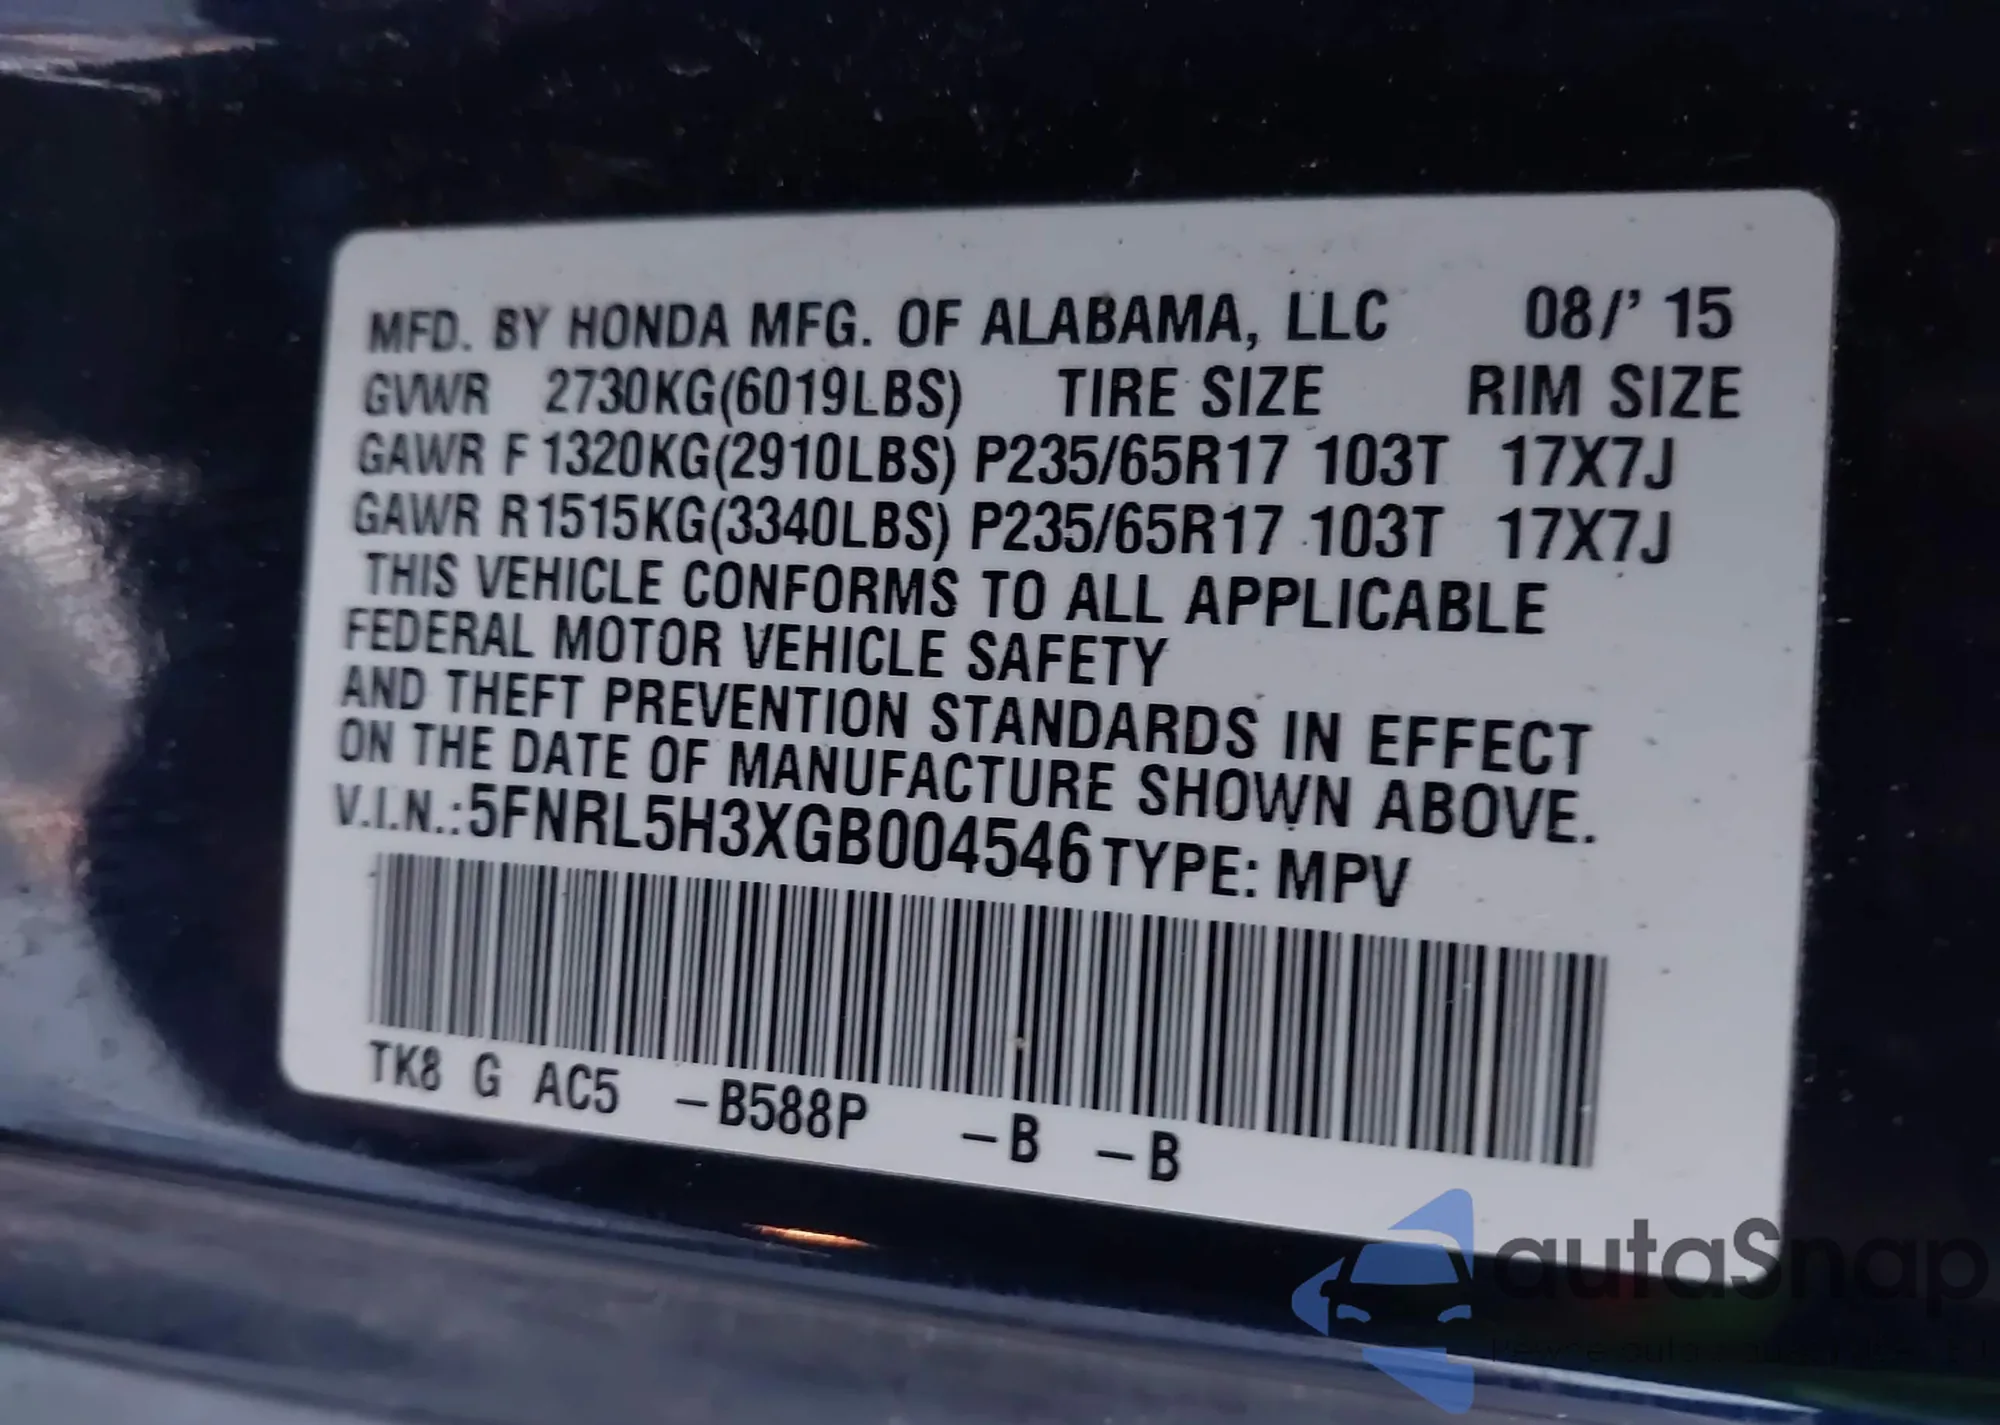 MFD. BY HONDA MFG. OF ALABAMA, LLC 08/' 15
GVWR 2730KG(6019LBS) TIRE SIZE RIM SIZE
GAWR F 1320KG(2910LBS) P235/65R17 103T 17X7J
GAWR R1515KG(3340LBS) P235/65R17 103T 17X7J
THIS VEHICLE CONFORMS TO ALL APPLICABLE
FEDERAL MOTOR VEHICLE SAFETY
AND THEFT PREVENTION STANDARDS IN EFFECT
ON THE DATE OF MANUFACTURE SHOWN ABOVE.
V.I.N.:5FNRL5H3XGB004546 TYPE: MPV
TK8 G AC5 –B588P –B –B
autaSnap